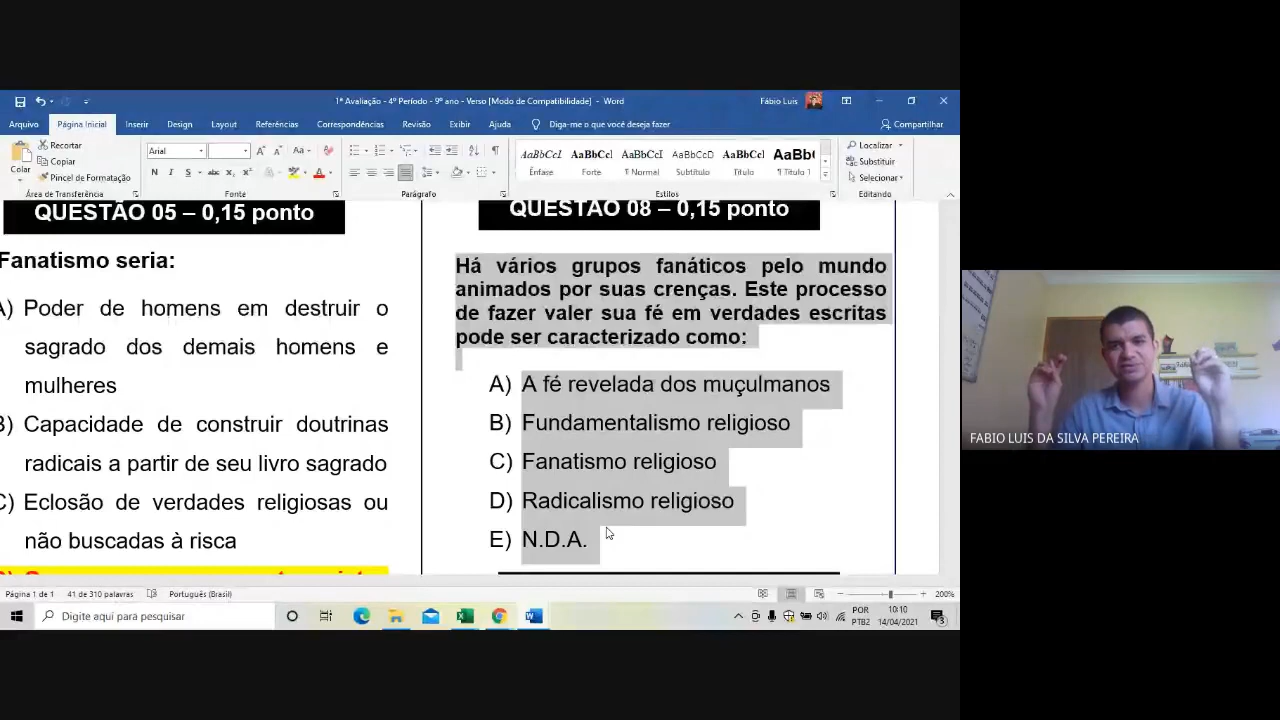 1ª Avaliação - 4º Período - 9º ano - Verso [Modo de Compatibilidade] - Word
Fábio Luis
Arquivo
Página Inicial
Inserir
Design
Layout
Referências
Correspondências
Revisão
Exibir
Ajuda
Diga-me o que você deseja fazer
Compartilhar
Colar
Recortar
Copiar
Pincel de Formatação
Área de Transferência
Arial
Fonte
Parágrafo
AaBbCcI
Ênfase
AaBbCcl
Forte
AaBbCcI
¶ Normal
AaBbCcD
Subtítulo
AaBbCcl
Título
AaBb(
¶ Título 1
Estilos
Localizar
Substituir
Selecionar
Editando
QUESTÃO 05 – 0,15 ponto
Fanatismo seria:
A) Poder de homens em destruir o
sagrado dos demais homens e
mulheres
B) Capacidade de construir doutrinas
radicais a partir de seu livro sagrado
C) Eclosão de verdades religiosas ou
não buscadas à risca
QUESTÃO 08 – 0,15 ponto
Há vários grupos fanáticos pelo mundo
animados por suas crenças. Este processo
de fazer valer sua fé em verdades escritas
pode ser caracterizado como:
A) A fé revelada dos muçulmanos
B) Fundamentalismo religioso
C) Fanatismo religioso
D) Radicalismo religioso
E) N.D.A.
Página 1 de 1
41 de 310 palavras
Português (Brasil)
200%
Digite aqui para pesquisar
POR
PTB2
10:10
14/04/2021
3
FABIO LUIS DA SILVA PEREIRA